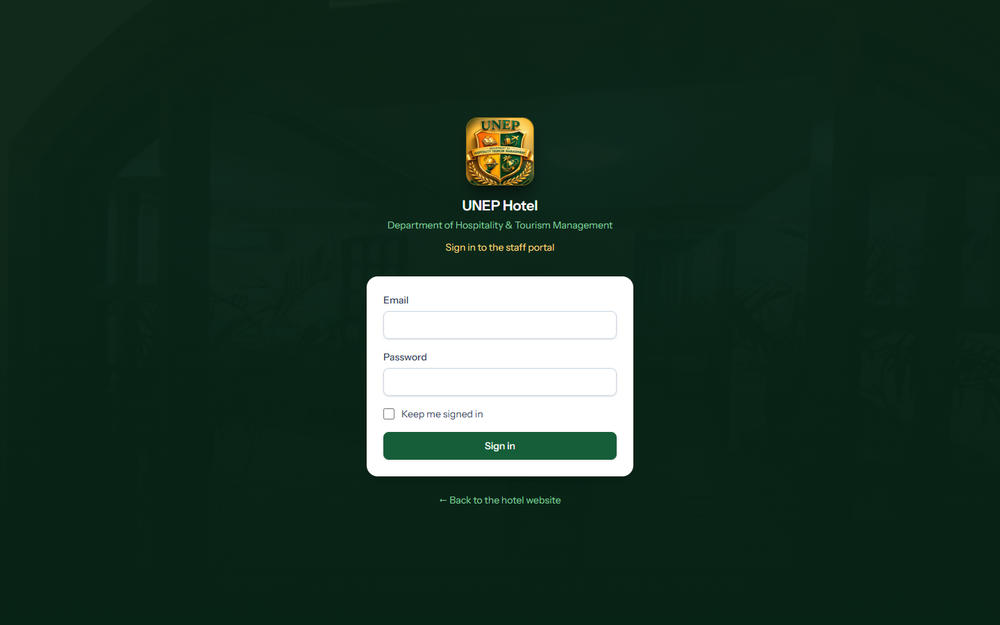 UNEP
DEPARTMENT OF
HOSPITALITY TOURISM MANAGEMENT
UNEP Hotel
Department of Hospitality & Tourism Management
Sign in to the staff portal
Email
Password
Keep me signed in
Sign in
← Back to the hotel website